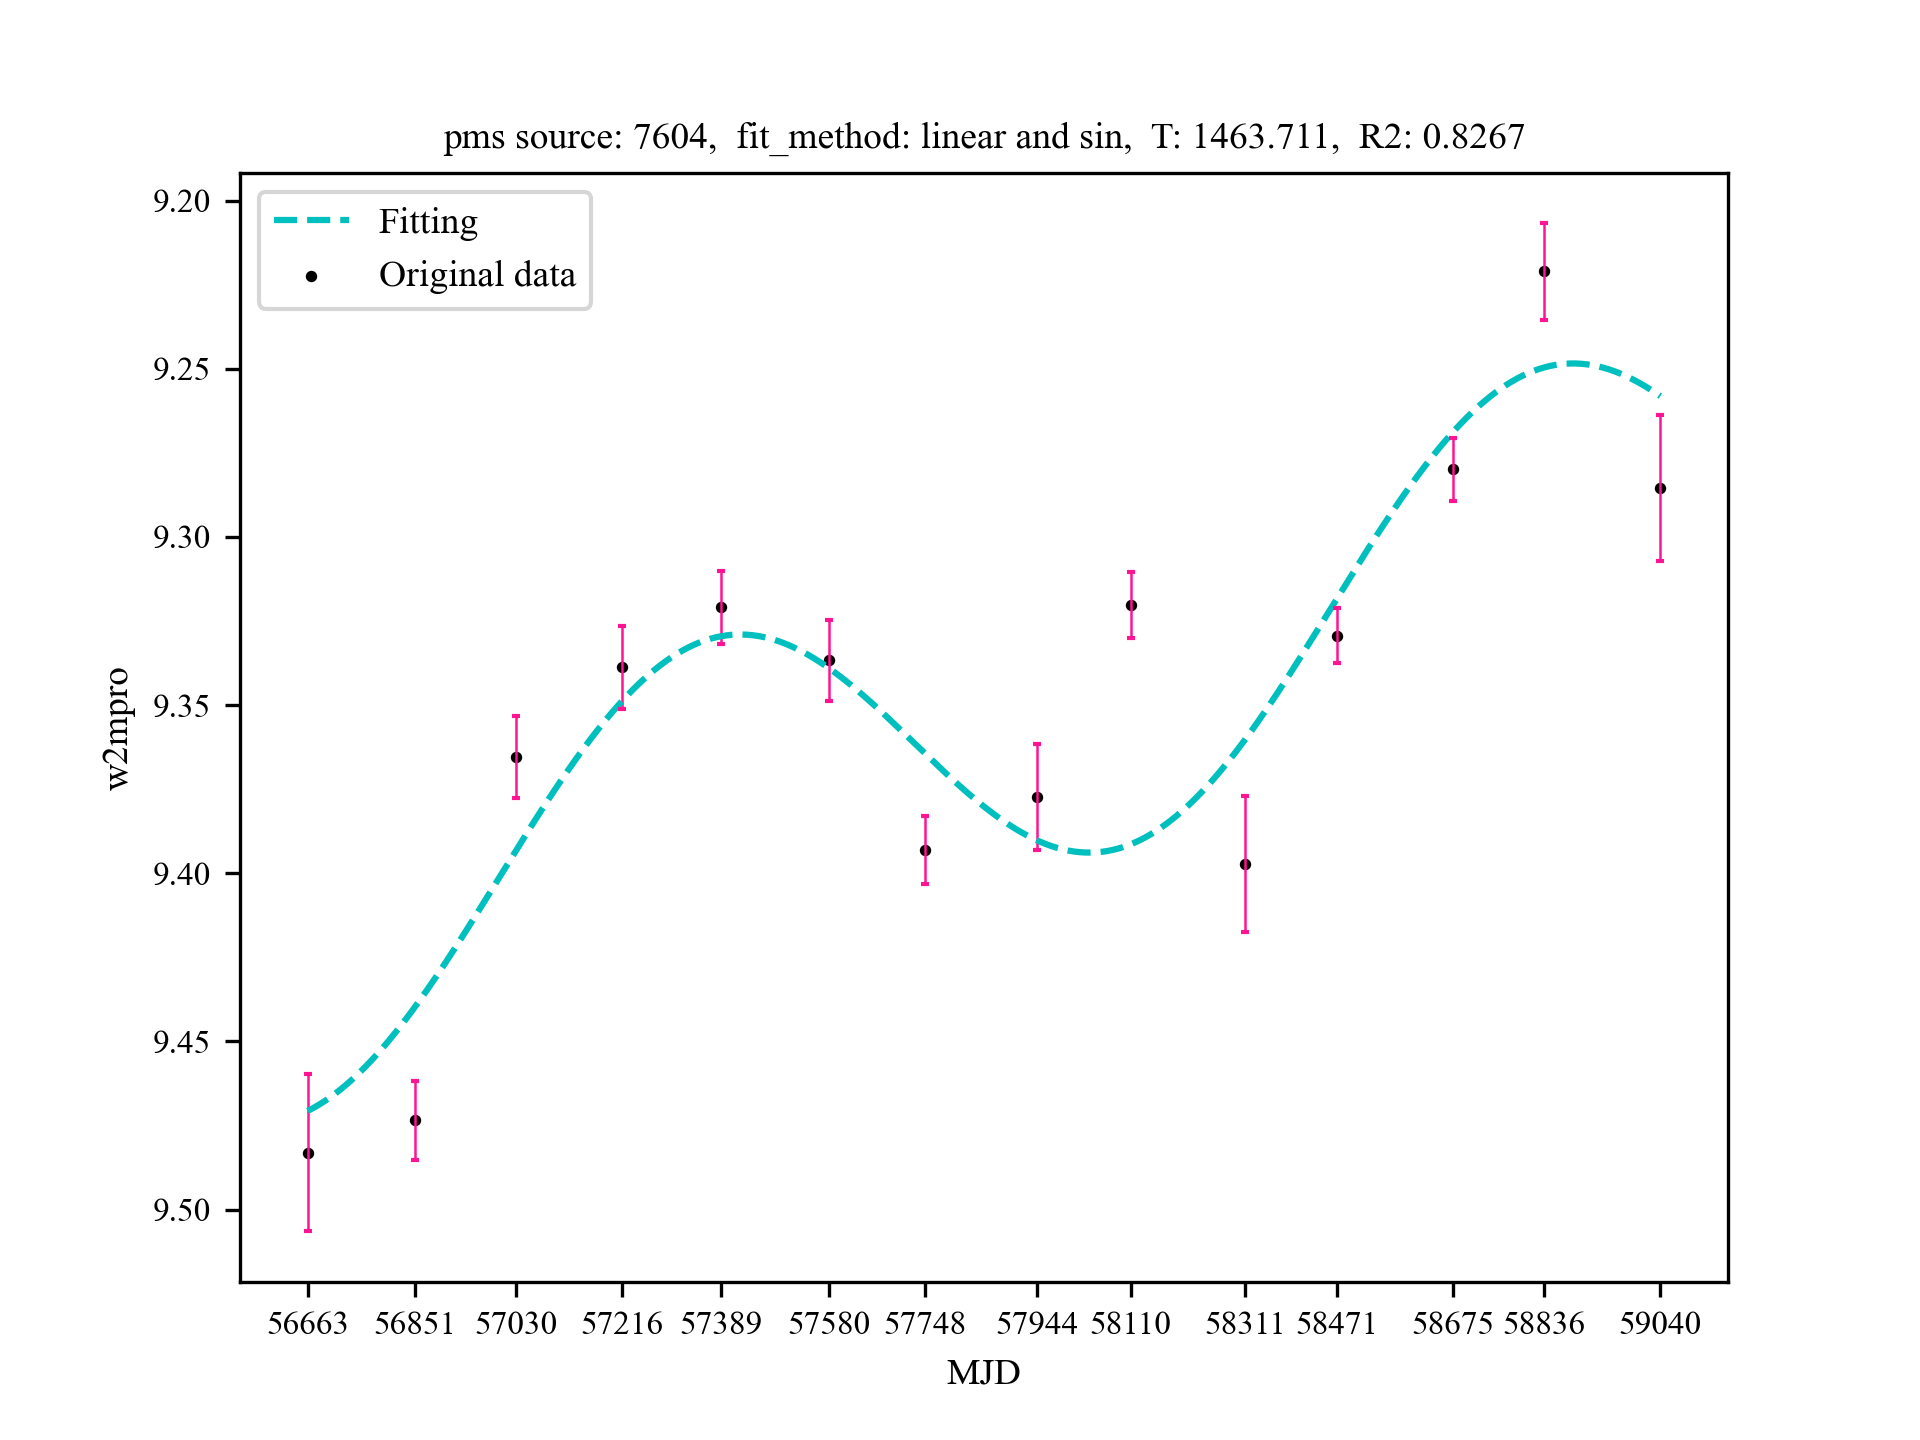 pms source: 7604,  fit_method: linear and sin,  T: 1463.711,  R2: 0.8267
Fitting
Original data
9.20
9.25
9.30
9.35
9.40
9.45
9.50
w2mpro
56663 56851 57030 57216 57389 57580 57748 57944 58110 58311 58471 58675 58836 59040
MJD